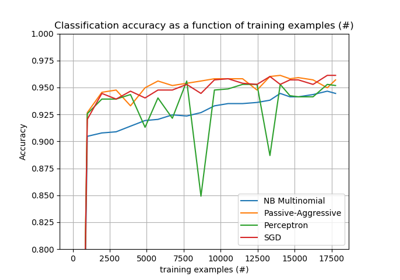 Classification accuracy as a function of training examples (#)
1.000
0.975
0.950
0.925
0.900
0.875
0.850
0.825
0.800
Accuracy
NB Multinomial
Passive-Aggressive
Perceptron
SGD
0 2500 5000 7500 10000 12500 15000 17500
training examples (#)